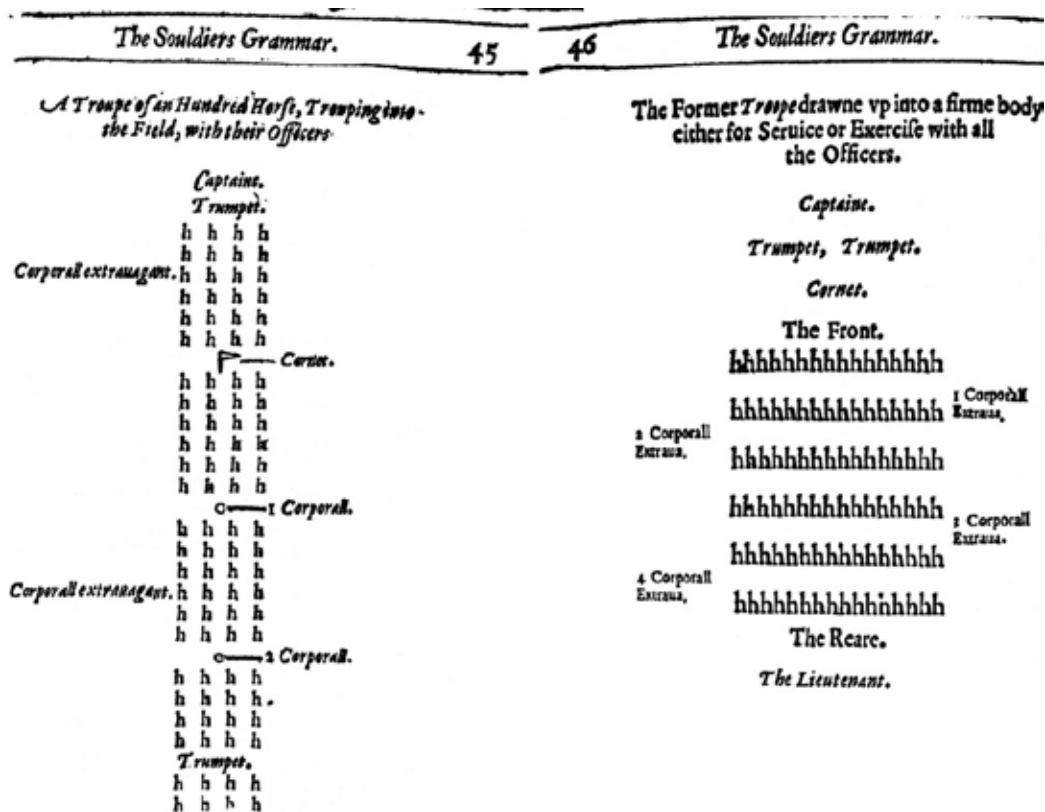 The Souldiers Grammar. 45
A Troupe of an Hundred Horſe, Trouping into
the Field, with their Officers
Captaine.
Trumpet.
h h h h
h h h h
Corporall extrauagant. h h h h
h h h h
h h h h
h h h h
Cornet.
h h h h
h h h h
h h h h
h h h h
h h h h
h h h h
1 Corporall.
h h h h
h h h h
h h h h
Corporall extrauagant. h h h h
h h h h
h h h h
2 Corporall.
h h h h
h h h h
h h h h
h h h h
Trumpet.
h h h h
h h h h
46 The Souldiers Grammar.
The Former Troope drawne vp into a firme body
either for Seruice or Exerciſe with all
the Officers.
Captaine.
Trumpet, Trumpet.
Cornet.
The Front.
hhhhhhhhhhhhhhhh
1 Corporall
hhhhhhhhhhhhhhhh
Extraua.
2 Corporall
Extraua.
hhhhhhhhhhhhhhhh
hhhhhhhhhhhhhhhh
Corporall
Extraua.
hhhhhhhhhhhhhhhh
4 Corporall
Extraua.
hhhhhhhhhhhhhhhh
The Reare.
The Lieutenant.